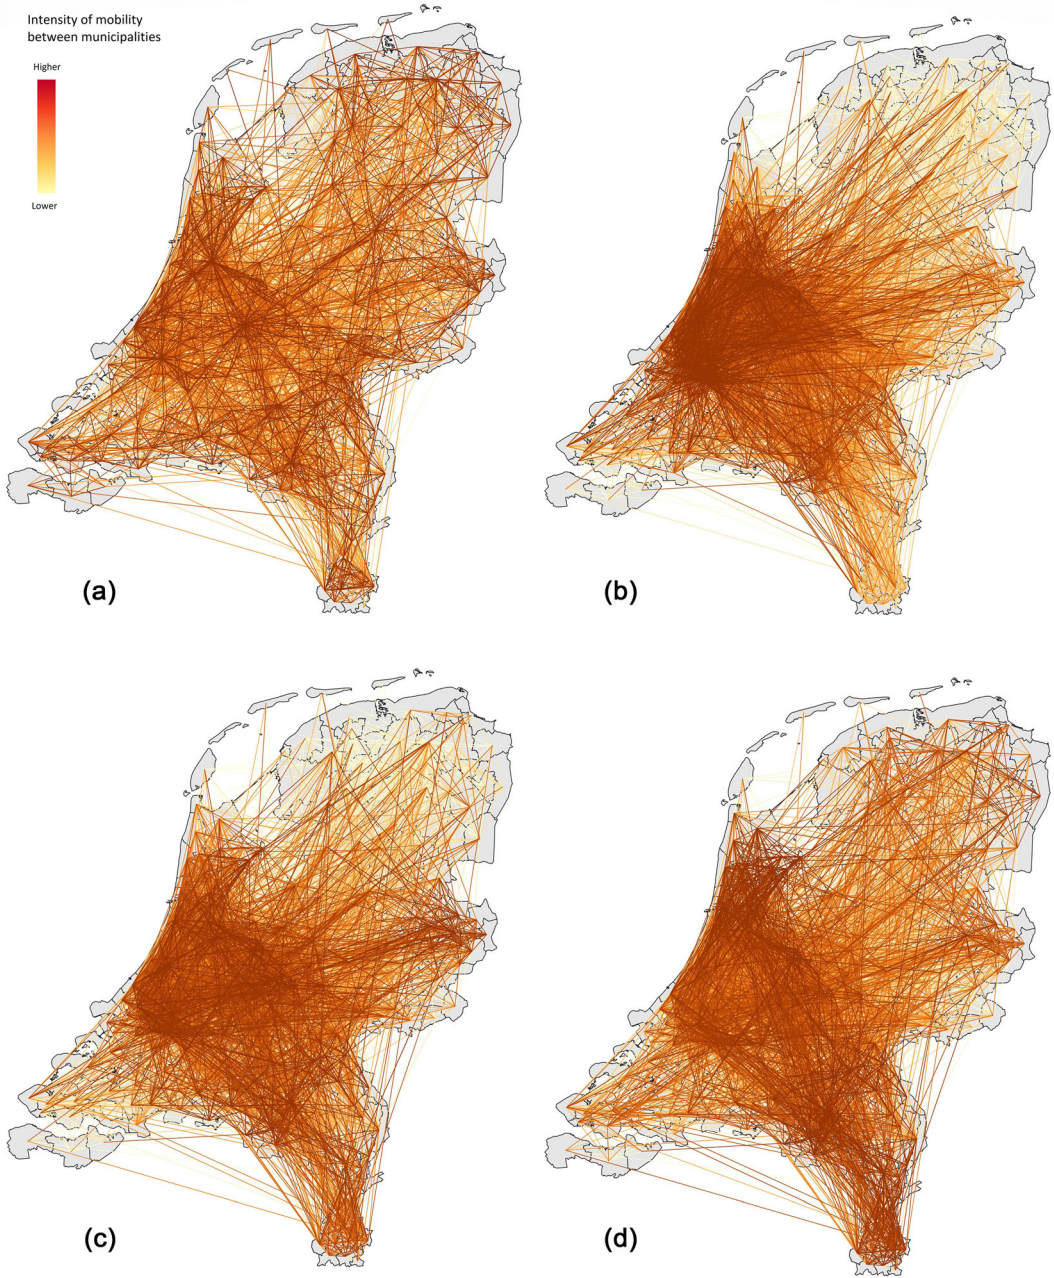 Intensity of mobility
between municipalities
Higher
Lower
(a)
(b)
(c)
(d)